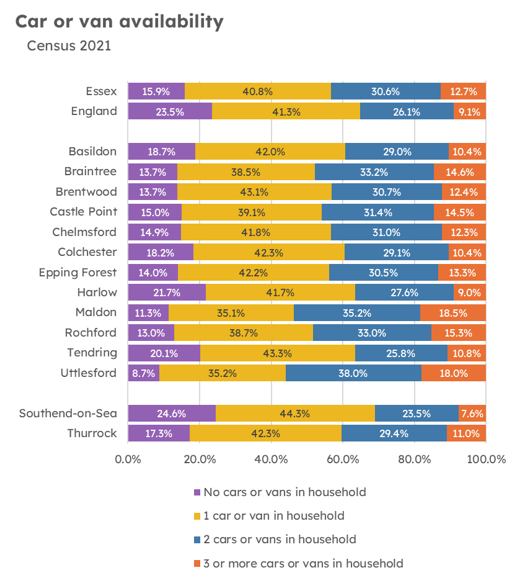 Car or van availability
Census 2021
Essex 15.9% 40.8% 30.6% 12.7%
England 23.5% 41.3% 26.1% 9.1%
Basildon 18.7% 42.0% 29.0% 10.4%
Braintree 13.7% 38.5% 33.2% 14.6%
Brentwood 13.7% 43.1% 30.7% 12.4%
Castle Point 15.0% 39.1% 31.4% 14.5%
Chelmsford 14.9% 41.8% 31.0% 12.3%
Colchester 18.2% 42.3% 29.1% 10.4%
Epping Forest 14.0% 42.2% 30.5% 13.3%
Harlow 21.7% 41.7% 27.6% 9.0%
Maldon 11.3% 35.1% 35.2% 18.5%
Rochford 13.0% 38.7% 33.0% 15.3%
Tendring 20.1% 43.3% 25.8% 10.8%
Uttlesford 8.7% 35.2% 38.0% 18.0%
Southend-on-Sea 24.6% 44.3% 23.5% 7.6%
Thurrock 17.3% 42.3% 29.4% 11.0%
0.0% 20.0% 40.0% 60.0% 80.0% 100.0%
No cars or vans in household
1 car or van in household
2 cars or vans in household
3 or more cars or vans in household